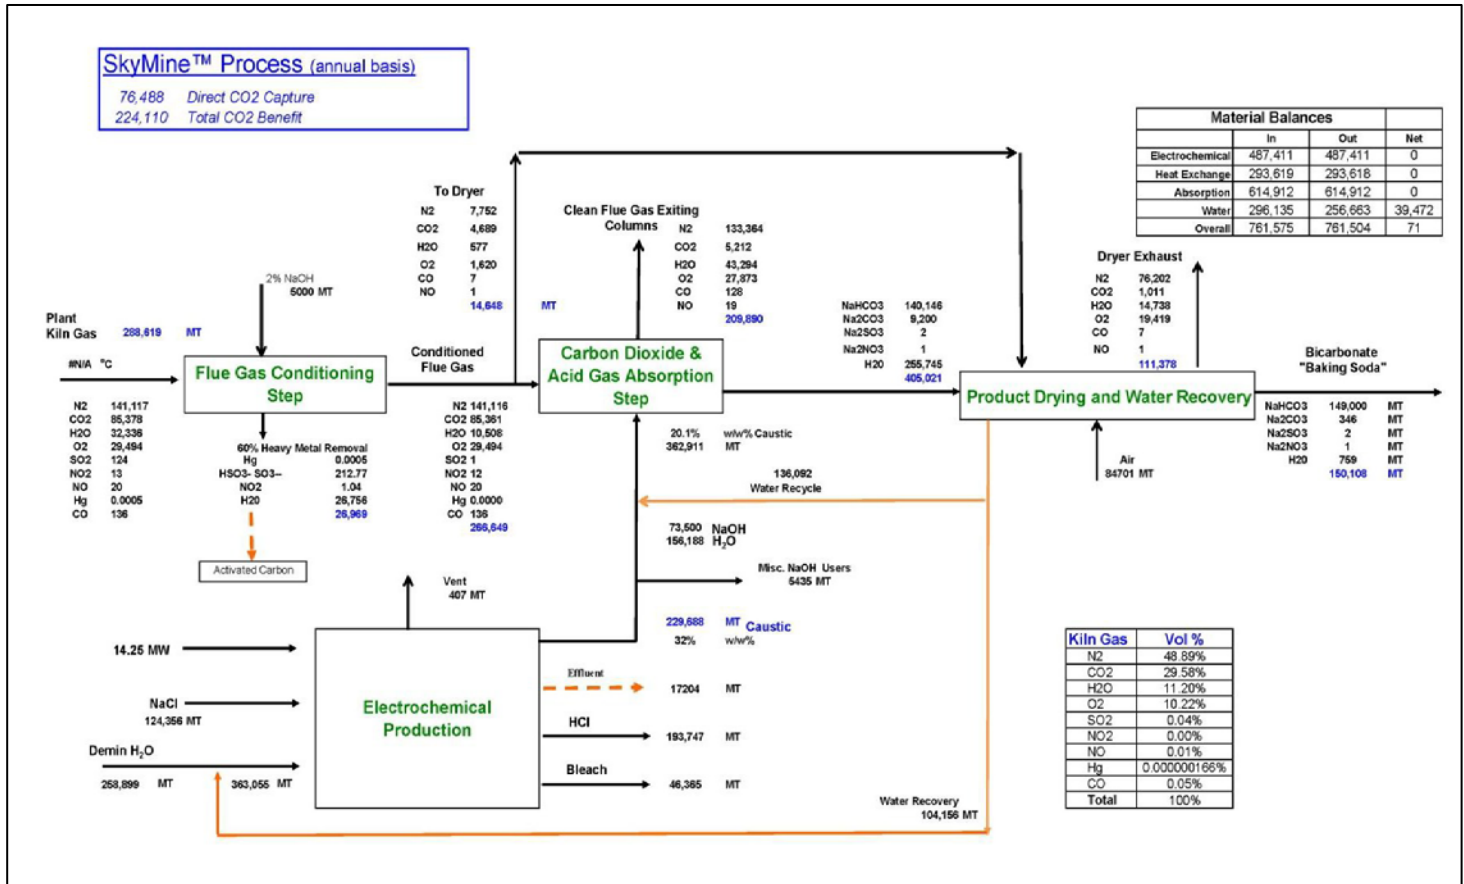 SkyMine™ Process (annual basis)
76,488 Direct CO2 Capture
224,110 Total CO2 Benefit
Material Balances
In Out Net
Electrochemical 487,411 487,411 0
Heat Exchange 293,619 293,618 0
Absorption 614,912 614,912 0
Water 296,135 256,663 39,472
Overall 761,575 761,504 71
To Dryer
N2 7,752
CO2 4,689
H2O 577
O2 1,620
CO 7
NO 1
14,648 MT
Clean Flue Gas Exiting
Columns
N2 133,364
CO2 5,212
H2O 43,294
O2 27,873
CO 128
NO 19
209,890
Dryer Exhaust
N2 76,202
CO2 1,011
H2O 14,738
O2 19,419
CO 7
NO 1
111,378
2% NaOH
5000 MT
Plant
Kiln Gas 288,619 MT
#N/A °C
N2 141,117
CO2 85,378
H2O 32,336
O2 29,494
SO2 124
NO2 13
NO 20
Hg 0.0005
CO 136
Flue Gas Conditioning
Step
60% Heavy Metal Removal
Hg 0.0005
HSO3- SO3-- 212.77
NO2 1.04
H20 26,756
26,969
Activated Carbon
Conditioned
Flue Gas
N2 141,116
CO2 85,361
H2O 10,508
O2 29,494
SO2 1
NO2 12
NO 20
Hg 0.0000
CO 136
266,649
Carbon Dioxide &
Acid Gas Absorption
Step
NaHCO3 140,146
Na2CO3 9,200
Na2SO3 2
Na2NO3 1
H20 255,745
405,021
Product Drying and Water Recovery
Bicarbonate
"Baking Soda"
NaHCO3 149,000 MT
Na2CO3 346 MT
Na2SO3 2 MT
Na2NO3 1 MT
H20 759 MT
150,108 MT
Air
84701 MT
20.1% w/w% Caustic
362,911 MT
136,092
Water Recycle
73,500 NaOH
156,188 H₂O
Misc. NaOH Users
5435 MT
Vent
407 MT
229,688 MT Caustic
32% w/w%
14.25 MW
NaCl
124,356 MT
Demin H₂O
258,899 MT 363,055 MT
Electrochemical
Production
Effluent
17204 MT
HCl
193,747 MT
Bleach
46,365 MT
Water Recovery
104,156 MT
Kiln Gas Vol %
N2 48.89%
CO2 29.58%
H2O 11.20%
O2 10.22%
SO2 0.04%
NO2 0.00%
NO 0.01%
Hg 0.000000166%
CO 0.05%
Total 100%